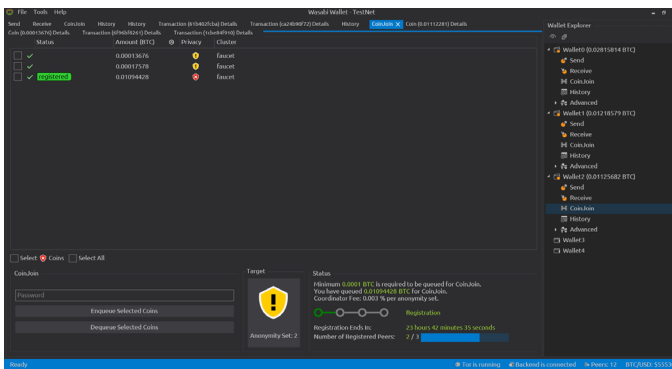 File Tools Help
Wasabi Wallet - TestNet
Send Receive CoinJoin History History Transaction (61b402fcba) Details Transaction (ca24b90f72) Details History CoinJoin Coin (0.01112281) Details
Coin (0.00013676) Details Transaction (6f96bf9261) Details Transaction (1cbe84f910) Details
Status Amount (BTC) Privacy Cluster
0.00013676 faucet
0.00017578 faucet
registered 0.01094428 faucet
Select Coins Select All
CoinJoin
Password
Enqueue Selected Coins
Dequeue Selected Coins
Target
Anonymity Set: 2
Status
Minimum 0.0001 BTC is required to be queued for CoinJoin.
You have queued 0.01094428 BTC for CoinJoin.
Coordinator Fee: 0.003 % per anonymity set.
Registration
Registration Ends In: 23 hours 42 minutes 35 seconds
Number of Registered Peers: 2 / 3
Wallet Explorer
Wallet0 (0.02815814 BTC)
Send
Receive
CoinJoin
History
Advanced
Wallet1 (0.01218579 BTC)
Send
Receive
CoinJoin
History
Advanced
Wallet2 (0.01125682 BTC)
Send
Receive
CoinJoin
History
Advanced
Wallet3
Wallet4
Ready
Tor is running Backend is connected Peers: 12 BTC/USD: $5553